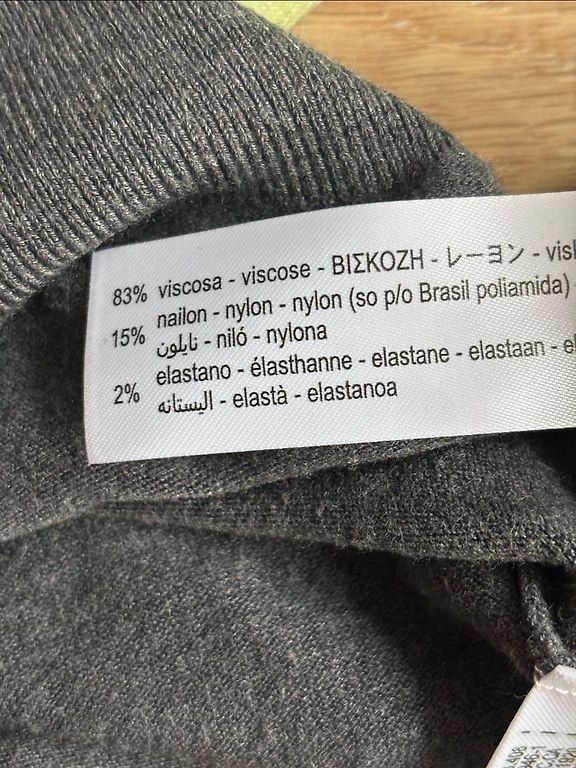 83% viscosa - viscose - ΒΙΣΚΟΖΗ - レーヨン -
15% nailon - nylon - nylon (so p/o Brasil poliamida)
نايلون - niló - nylona
2% elastano - élasthanne - elastane - elastaan -
اليستانه - elastà - elastanoa